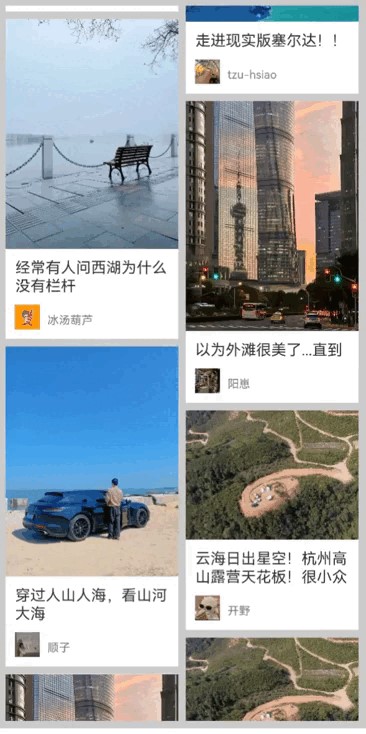 走进现实版塞尔达！！
tzu-hsiao
经常有人问西湖为什么
没有栏杆
冰汤葫芦
以为外滩很美了...直到
阳崽
云海日出星空！杭州高
山露营天花板！很小众
开野
穿过人山人海，看山河
大海
顺子